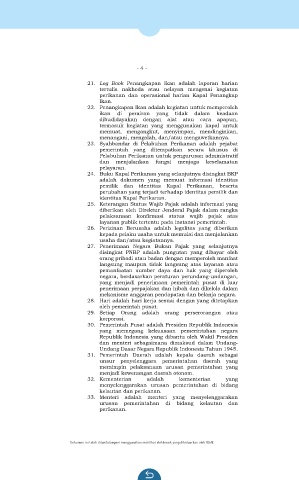 - 4 -
21. Log Book Penangkapan Ikan adalah laporan harian
tertulis nakhoda atau nelayan mengenai kegiatan
perikanan dan operasional harian Kapal Penangkap
Ikan.
22. Penangkapan Ikan adalah kegiatan untuk memperoleh
ikan di perairan yang tidak dalam keadaan
dibudidayakan dengan alat atau cara apapun,
termasuk kegiatan yang menggunakan kapal untuk
memuat, mengangkut, menyimpan, mendinginkan,
menangani, mengolah, dan/atau mengawetkannya.
23. Syahbandar di Pelabuhan Perikanan adalah pejabat
pemerintah yang ditempatkan secara khusus di
Pelabuhan Perikanan untuk pengurusan administratif
dan menjalankan fungsi menjaga keselamatan
pelayaran.
24. Buku Kapal Perikanan yang selanjutnya disingkat BKP
adalah dokumen yang memuat informasi identitas
pemilik dan identitas Kapal Perikanan, beserta
perubahan yang terjadi terhadap identitas pemilik dan
identitas Kapal Perikanan.
25. Keterangan Status Wajib Pajak adalah informasi yang
diberikan oleh Direktur Jenderal Pajak dalam rangka
pelaksanaan konfirmasi status wajib pajak atas
layanan publik tertentu pada instansi pemerintah.
26. Perizinan Berusaha adalah legalitas yang diberikan
kepada pelaku usaha untuk memulai dan menjalankan
usaha dan/atau kegiatannya.
27. Penerimaan Negara Bukan Pajak yang selanjutnya
disingkat PNBP adalah pungutan yang dibayar oleh
orang pribadi atau badan dengan memperoleh manfaat
langsung maupun tidak langsung atas layanan atau
pemanfaatan sumber daya dan hak yang diperoleh
negara, berdasarkan peraturan perundang-undangan,
yang menjadi penerimaan pemerintah pusat di luar
penerimaan perpajakan dan hibah dan dikelola dalam
mekanisme anggaran pendapatan dan belanja negara.
28. Hari adalah hari kerja sesuai dengan yang ditetapkan
oleh pemerintah pusat.
29. Setiap Orang adalah orang perseorangan atau
korporasi.
30. Pemerintah Pusat adalah Presiden Republik Indonesia
yang memegang kekuasaan pemerintahan negara
Republik Indonesia yang dibantu oleh Wakil Presiden
dan menteri sebagaimana dimaksud dalam Undang-
Undang Dasar Negara Republik Indonesia Tahun 1945.
31. Pemerintah Daerah adalah kepala daerah sebagai
unsur penyelenggara pemerintahan daerah yang
memimpin pelaksanaan urusan pemerintahan yang
menjadi kewenangan daerah otonom.
32. Kementerian adalah kementerian yang
menyelenggarakan urusan pemerintahan di bidang
kelautan dan perikanan.
33. Menteri adalah menteri yang menyelenggarakan
urusan pemerintahan di bidang kelautan dan
perikanan.
Dokumen ini telah ditandatangani menggunakan sertifikat elektronik yang diterbitkan oleh BSrE.